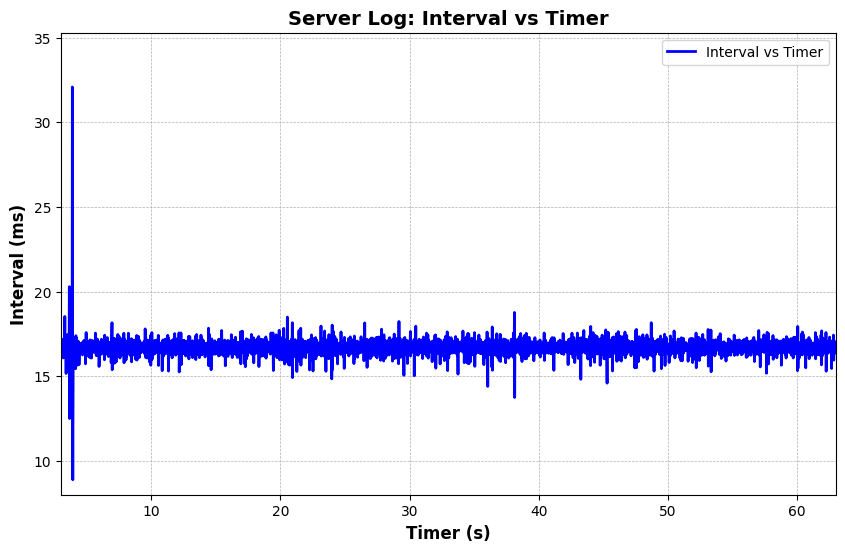 Server Log: Interval vs Timer
Interval vs Timer
35
30
25
20
15
10
Interval (ms)
10 20 30 40 50 60
Timer (s)